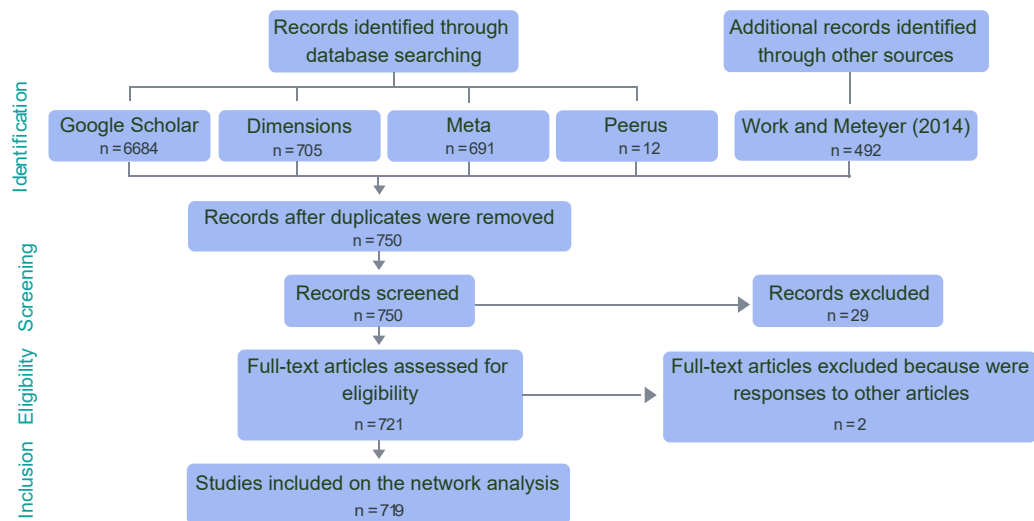 Records identified through
database searching
Additional records identified
through other sources
Identification
Google Scholar
n = 6684
Dimensions
n = 705
Meta
n = 691
Peerus
n = 12
Work and Meteyer (2014)
n = 492
Records after duplicates were removed
n = 750
Screening
Records screened
n = 750
Records excluded
n = 29
Eligibility
Full-text articles assessed for
eligibility
n = 721
Full-text articles excluded because were
responses to other articles
n = 2
Inclusion
Studies included on the network analysis
n = 719